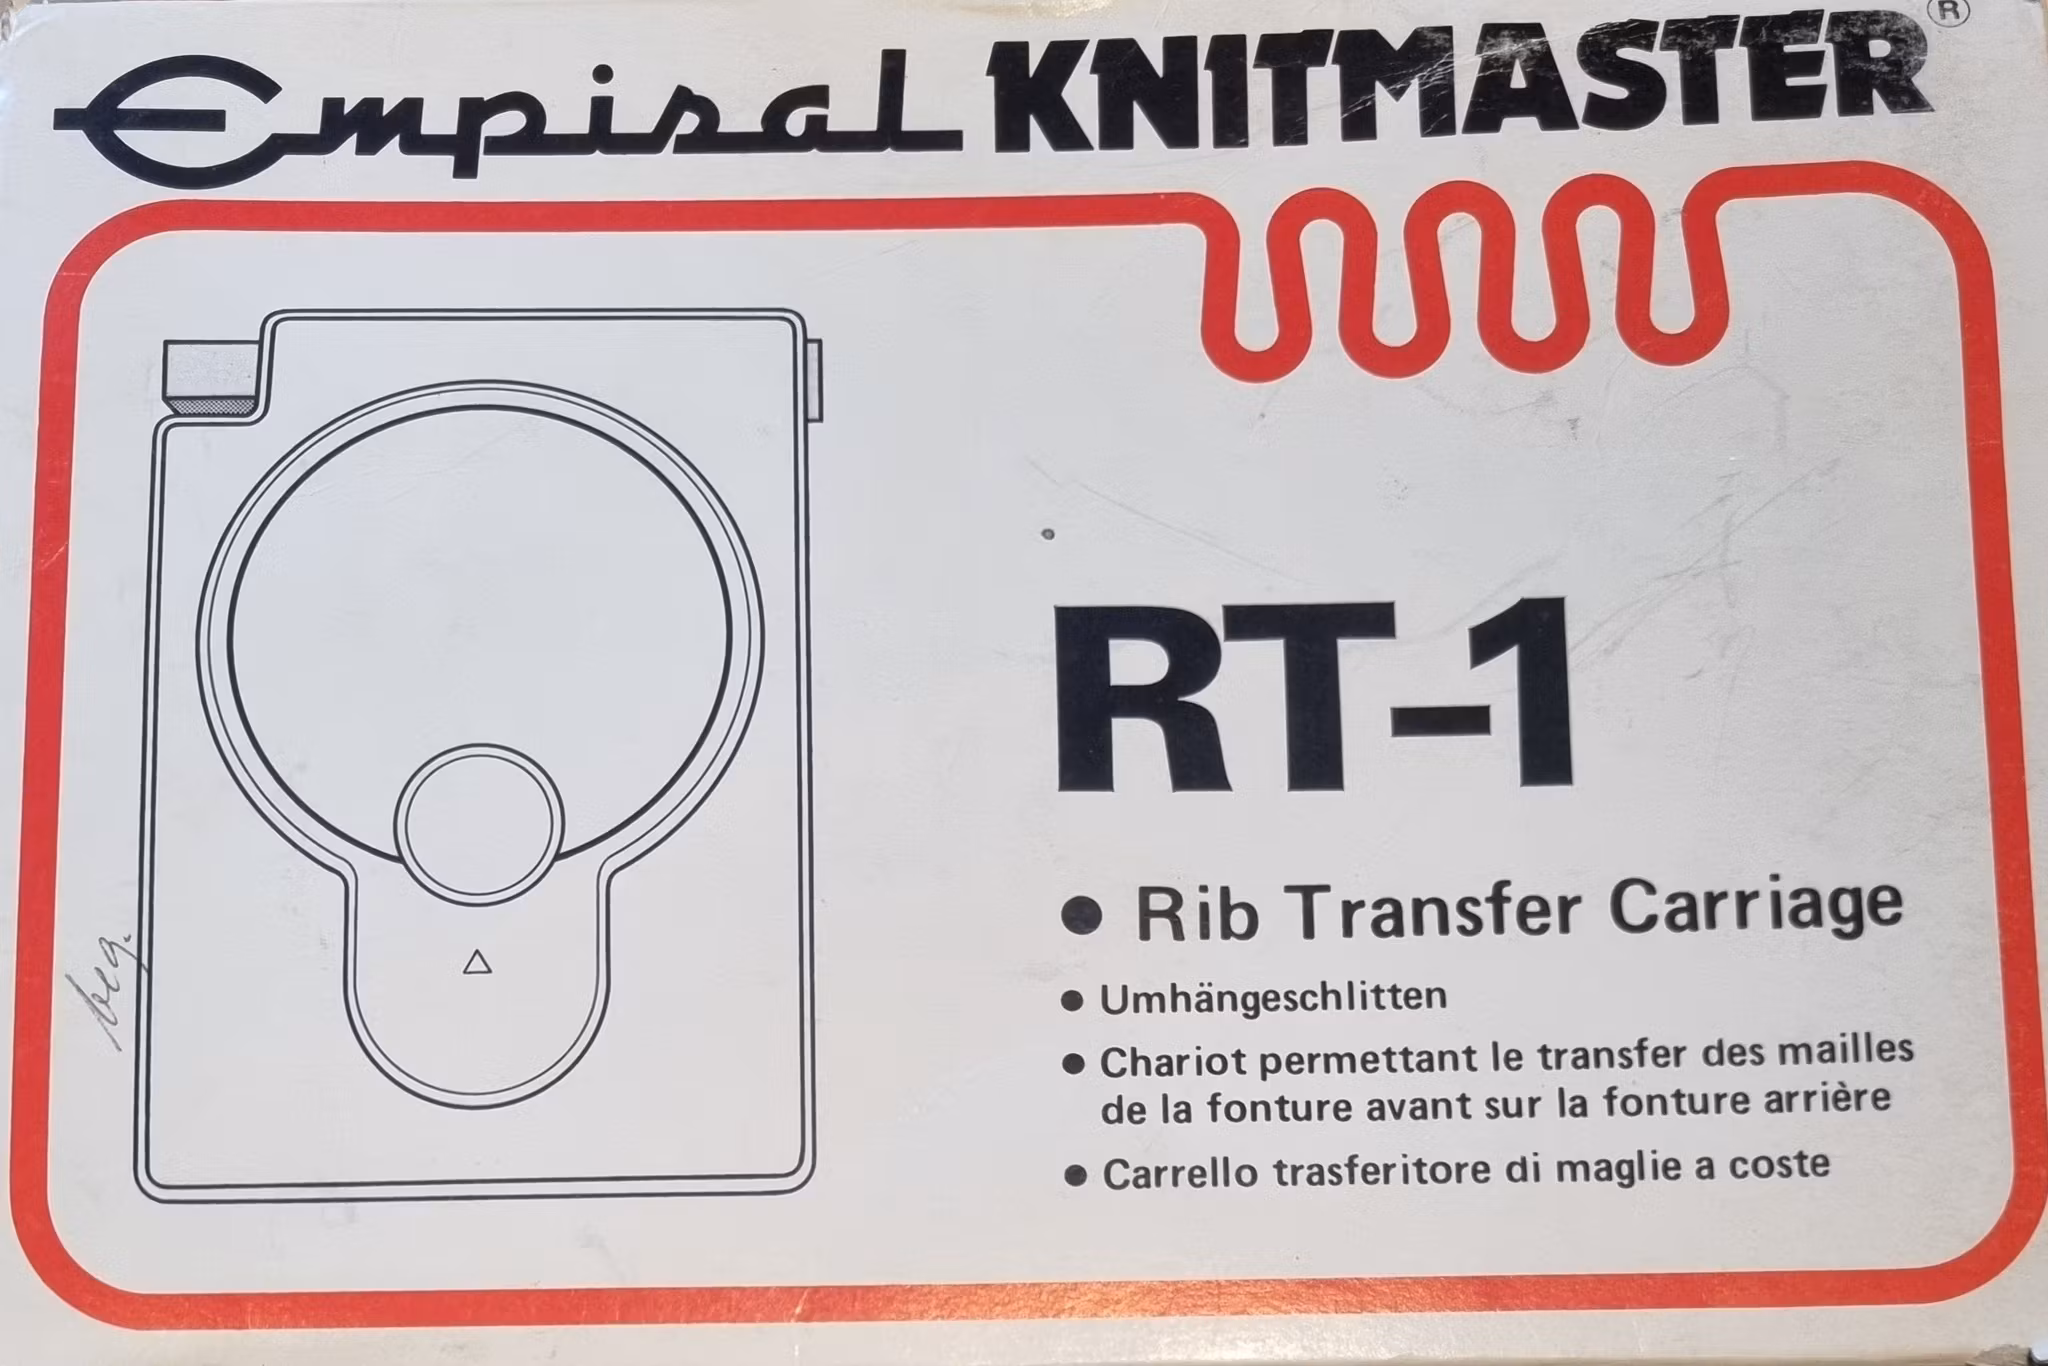 Empisal KNITMASTER ®
RT-1
• Rib Transfer Carriage
• Umhängeschlitten
• Chariot permettant le transfer des mailles
de la fonture avant sur la fonture arrière
• Carrello trasferitore di maglie a coste